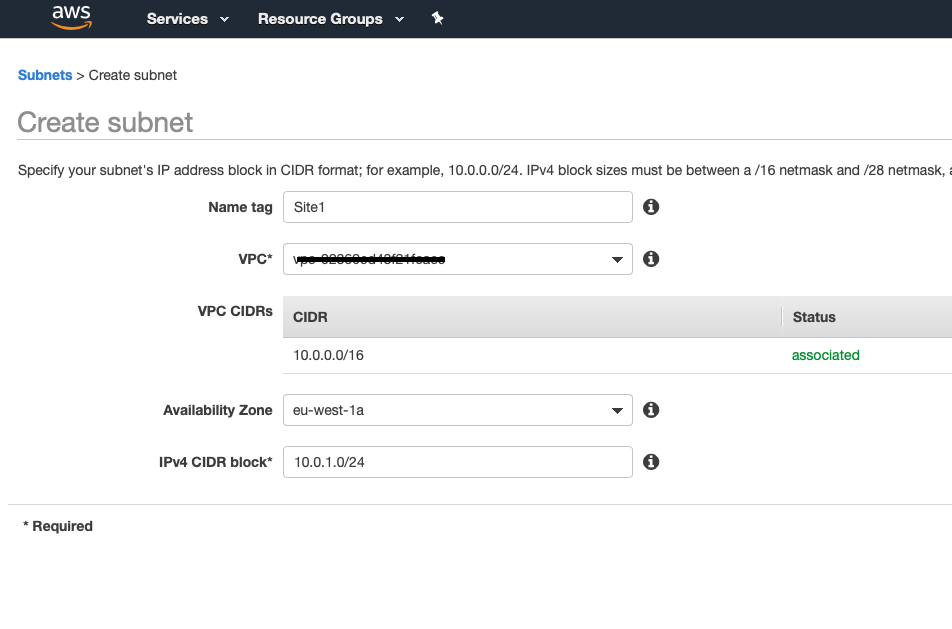 aws
Services Resource Groups
Subnets > Create subnet
Create subnet
Specify your subnet's IP address block in CIDR format; for example, 10.0.0.0/24. IPv4 block sizes must be between a /16 netmask and /28 netmask,
Name tag Site1
VPC*
VPC CIDRs CIDR Status
10.0.0.0/16 associated
Availability Zone eu-west-1a
IPv4 CIDR block* 10.0.1.0/24
* Required